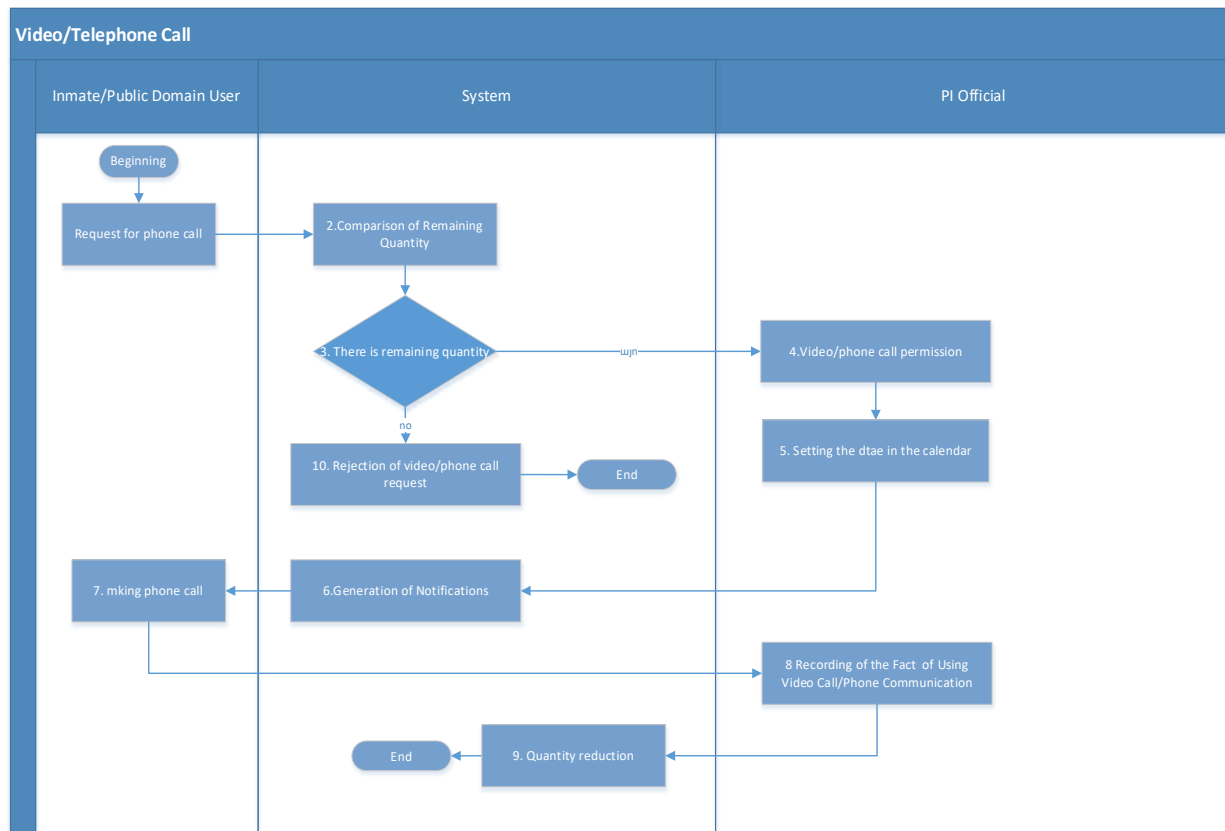 Video/Telephone Call
Inmate/Public Domain User
System
PI Official
Beginning
Request for phone call
2.Comparison of Remaining
Quantity
3. There is remaining quantity
այո
4.Video/phone call permission
no
5. Setting the dtae in the calendar
10. Rejection of video/phone call
request
End
7. mking phone call
6.Generation of Notifications
8 Recording of the Fact of Using
Video Call/Phone Communication
End
9. Quantity reduction